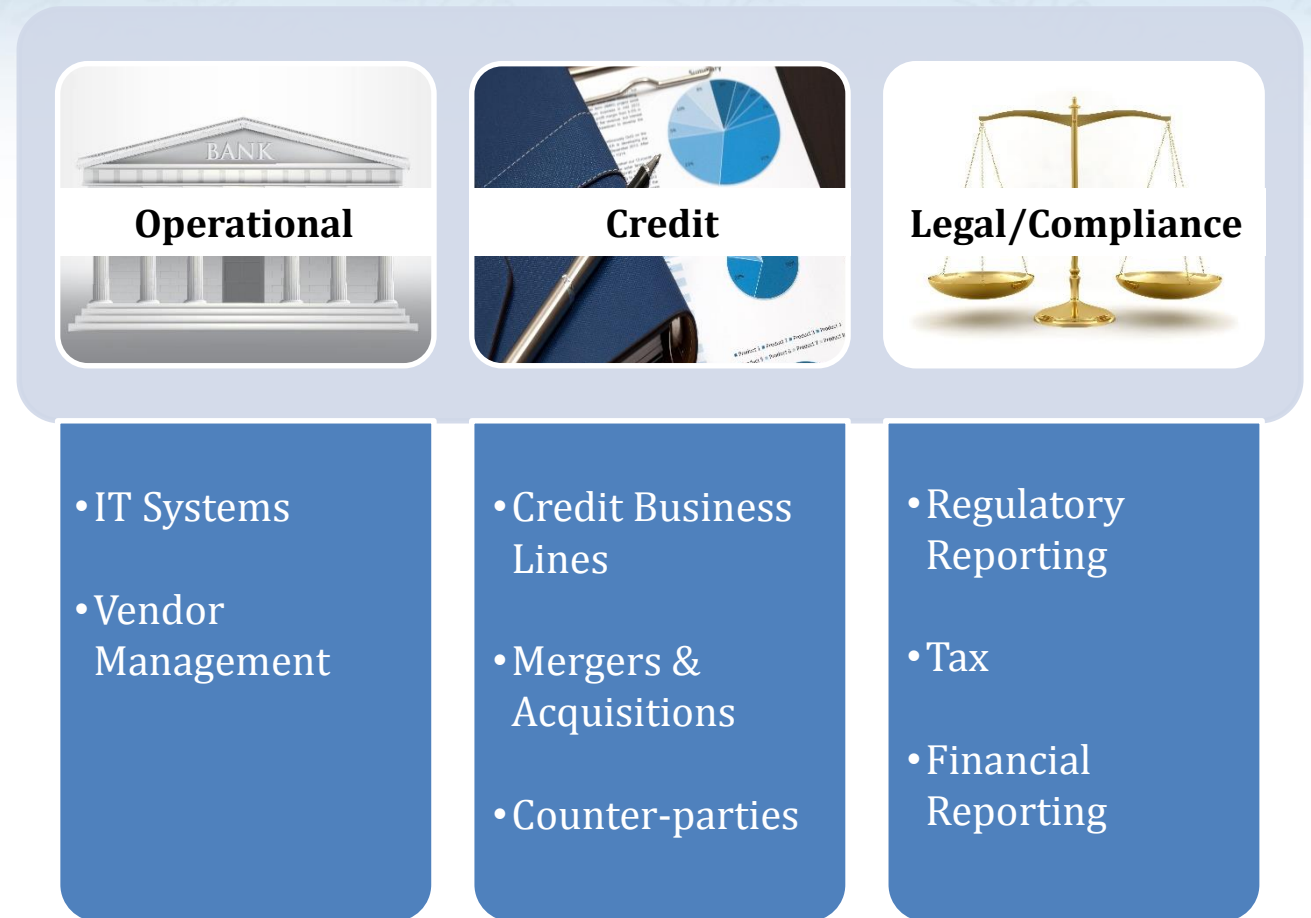 BANK
Operational
Summary
Credit
Legal/Compliance
•IT Systems
•Vendor
Management
•Credit Business
Lines
•Mergers &
Acquisitions
•Counter-parties
•Regulatory
Reporting
•Tax
•Financial
Reporting